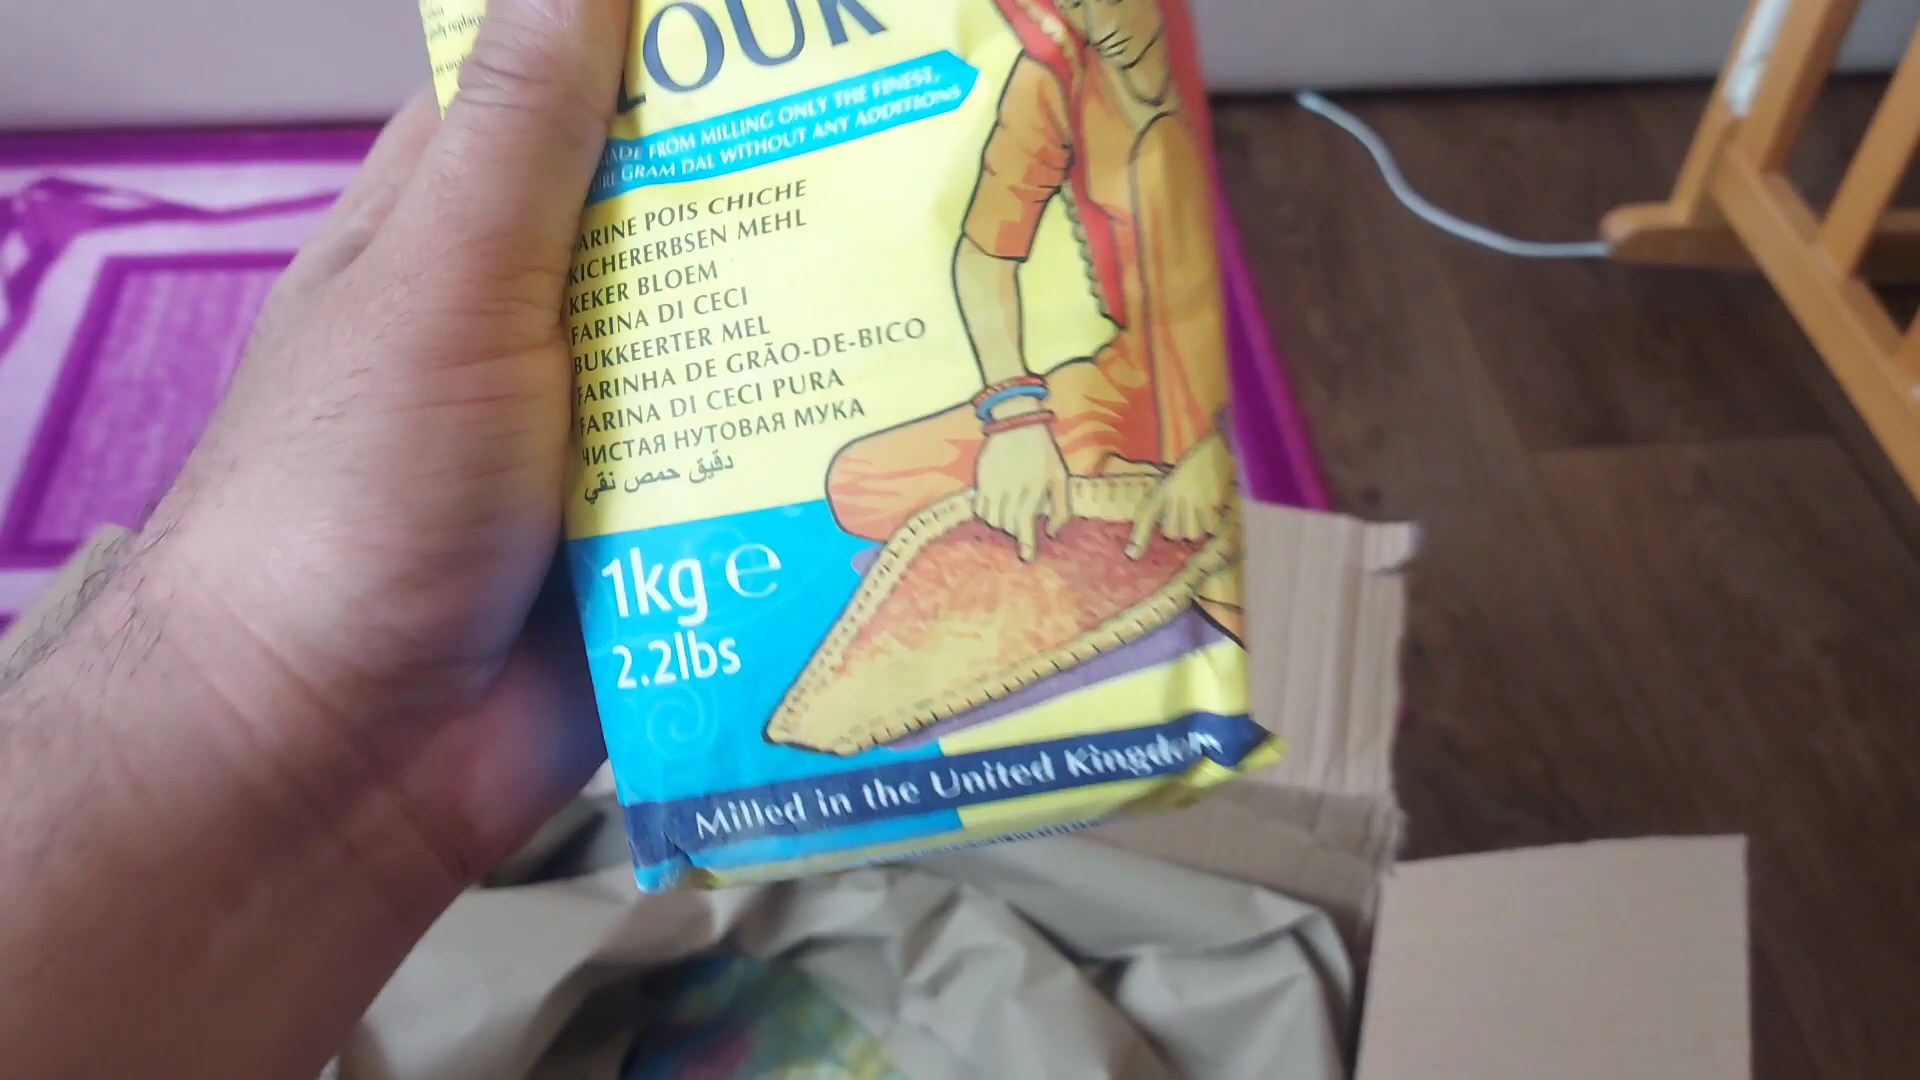 LOUR
MADE FROM MILLING ONLY THE FINEST,
PURE GRAM DAL WITHOUT ANY ADDITIONS
FARINE POIS CHICHE
KICHERERBSEN MEHL
KEKER BLOEM
FARINA DI CECI
BUKKEERTER MEL
FARINHA DE GRÃO-DE-BICO
FARINA DI CECI PURA
ЧИСТАЯ НУТОВАЯ МУКА
دقيق حمص نقي
1kg e
2.2lbs
Milled in the United Kingdom